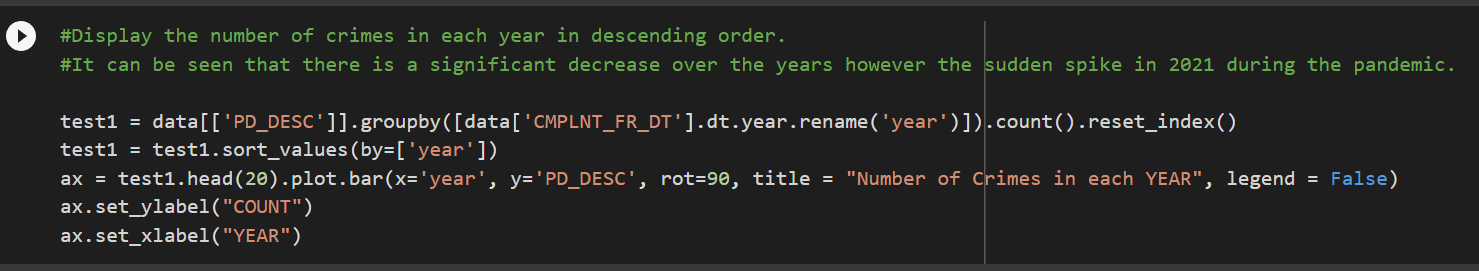 #Display the number of crimes in each year in descending order.
#It can be seen that there is a significant decrease over the years however the sudden spike in 2021 during the pandemic.
test1 = data[['PD_DESC']].groupby([data['CMPLNT_FR_DT'].dt.year.rename('year')]).count().reset_index()
test1 = test1.sort_values(by=['year'])
ax = test1.head(20).plot.bar(x='year', y='PD_DESC', rot=90, title = "Number of Crimes in each YEAR", legend = False)
ax.set_ylabel("COUNT")
ax.set_xlabel("YEAR")